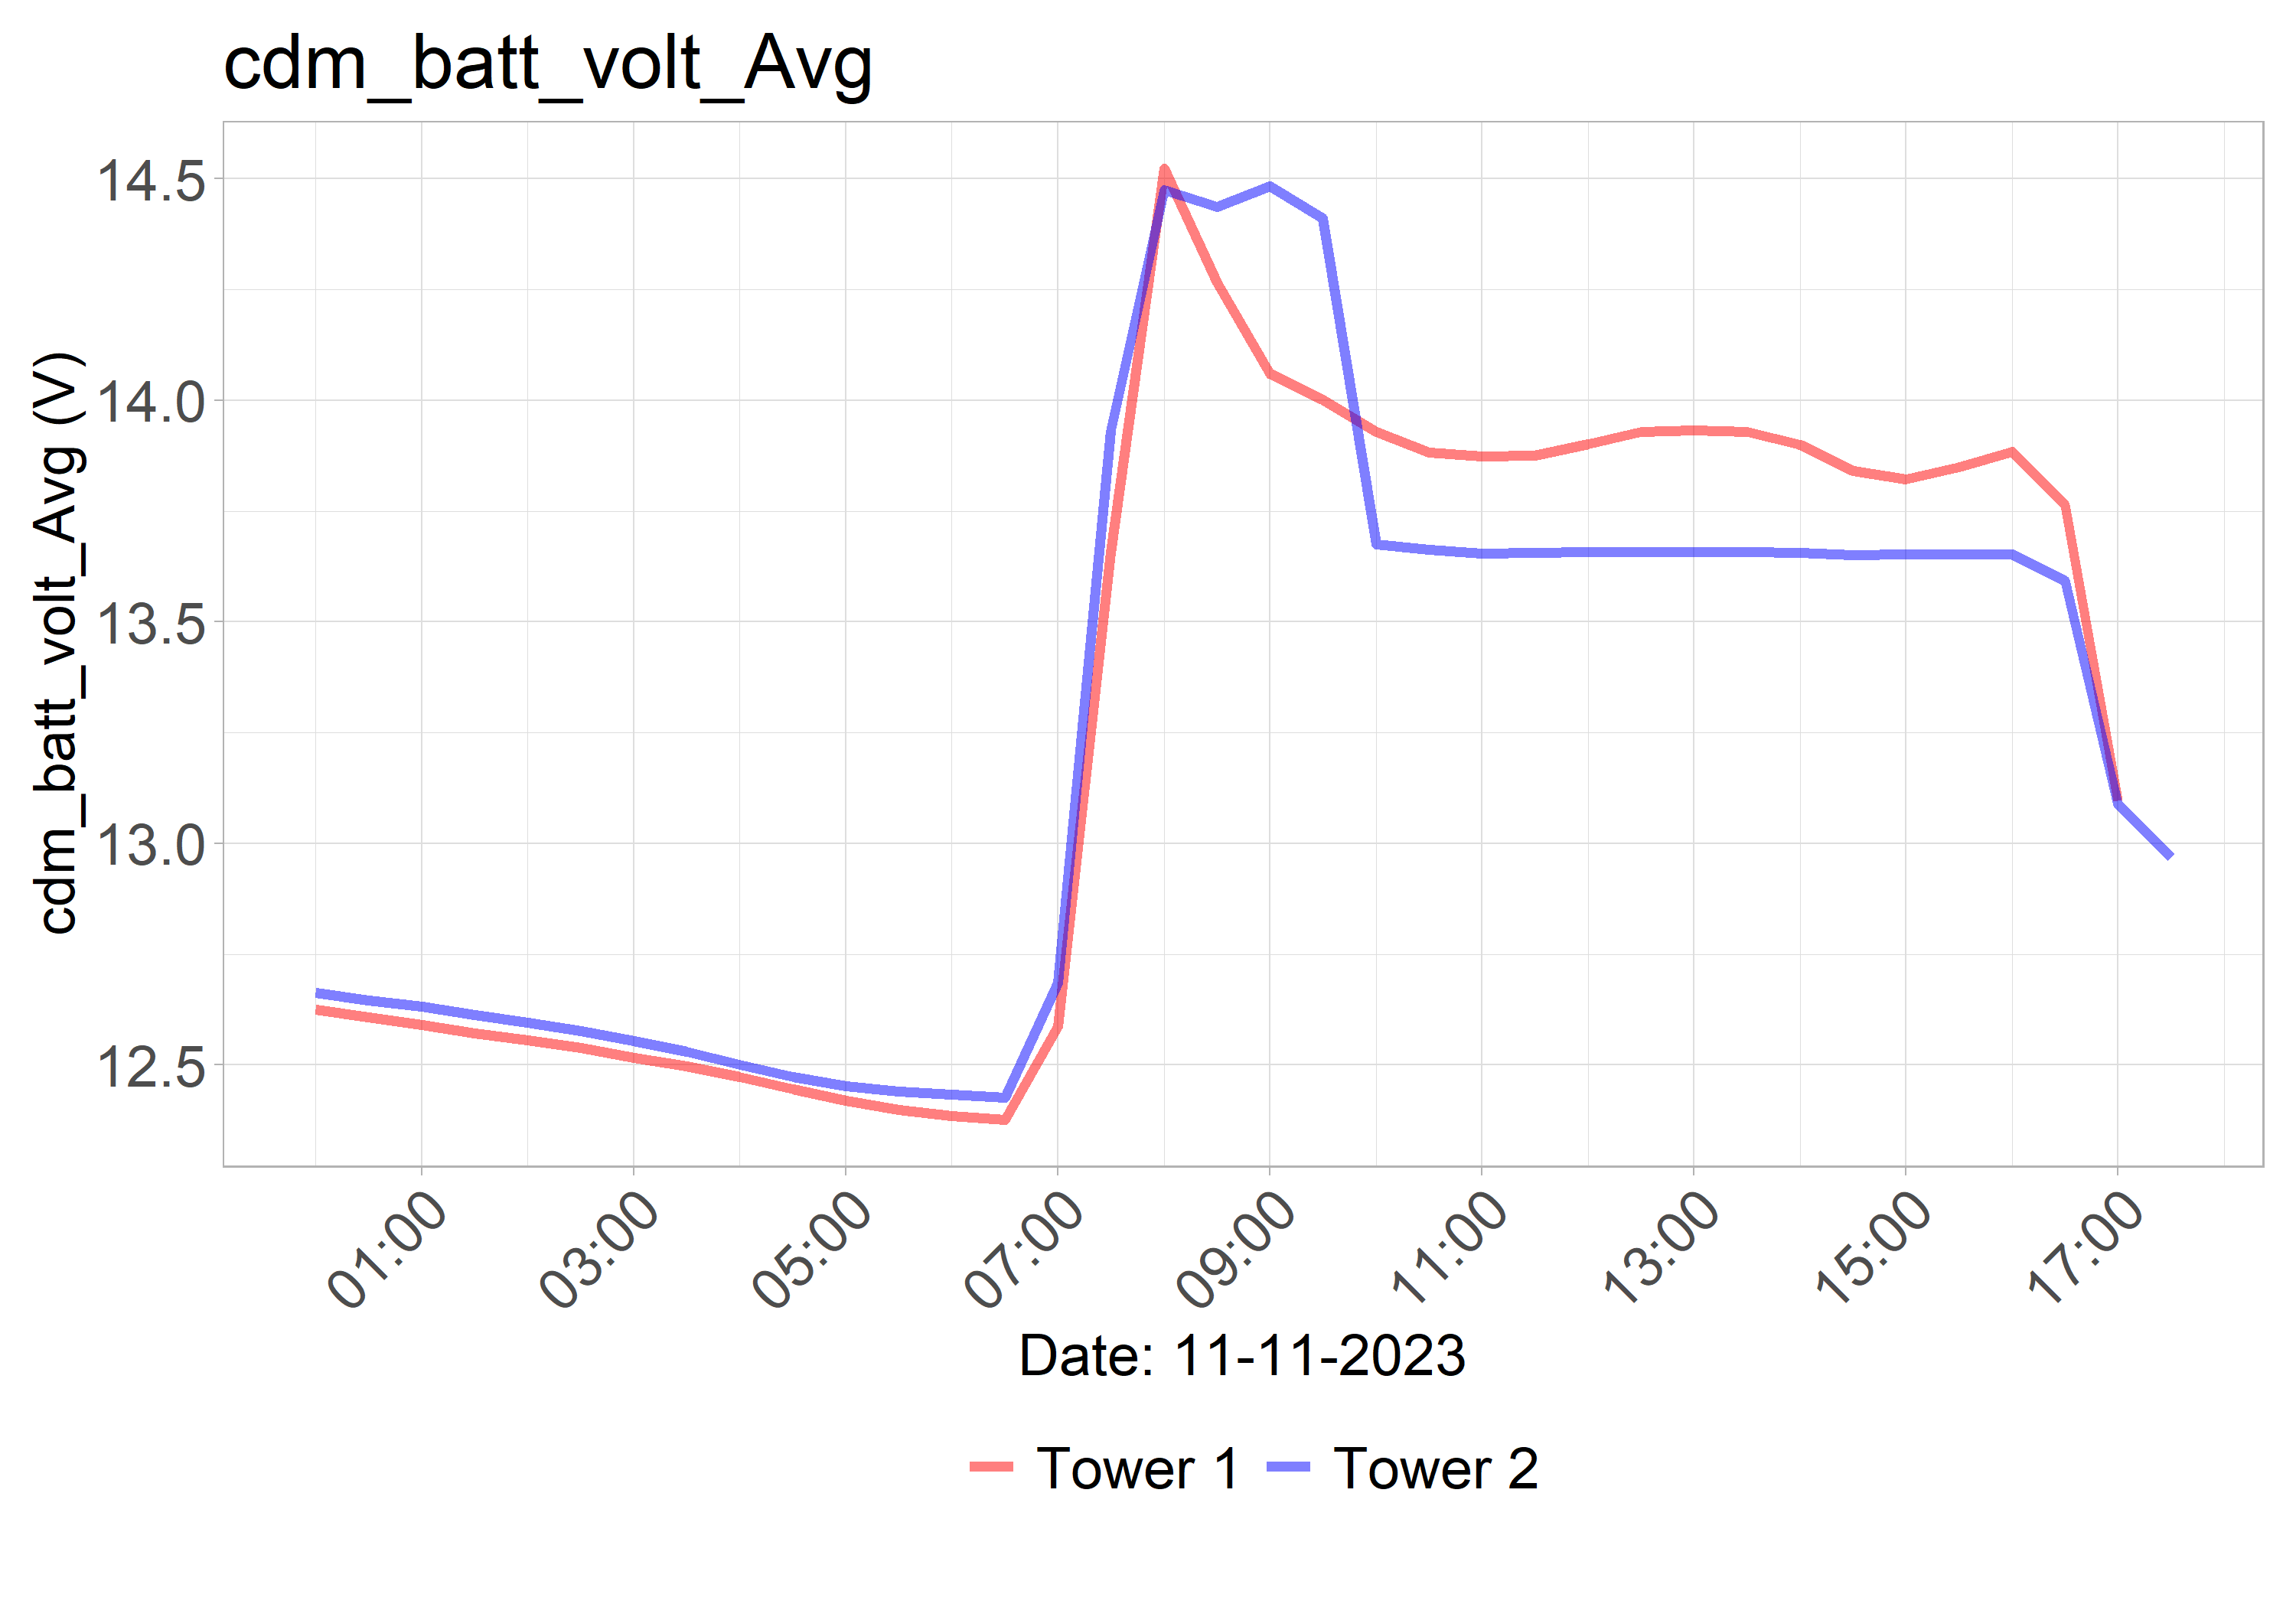 cdm_batt_volt_Avg
cdm_batt_volt_Avg (V)
14.5
14.0
13.5
13.0
12.5
01:00
03:00
05:00
07:00
09:00
11:00
13:00
15:00
17:00
Date: 11-11-2023
Tower 1
Tower 2